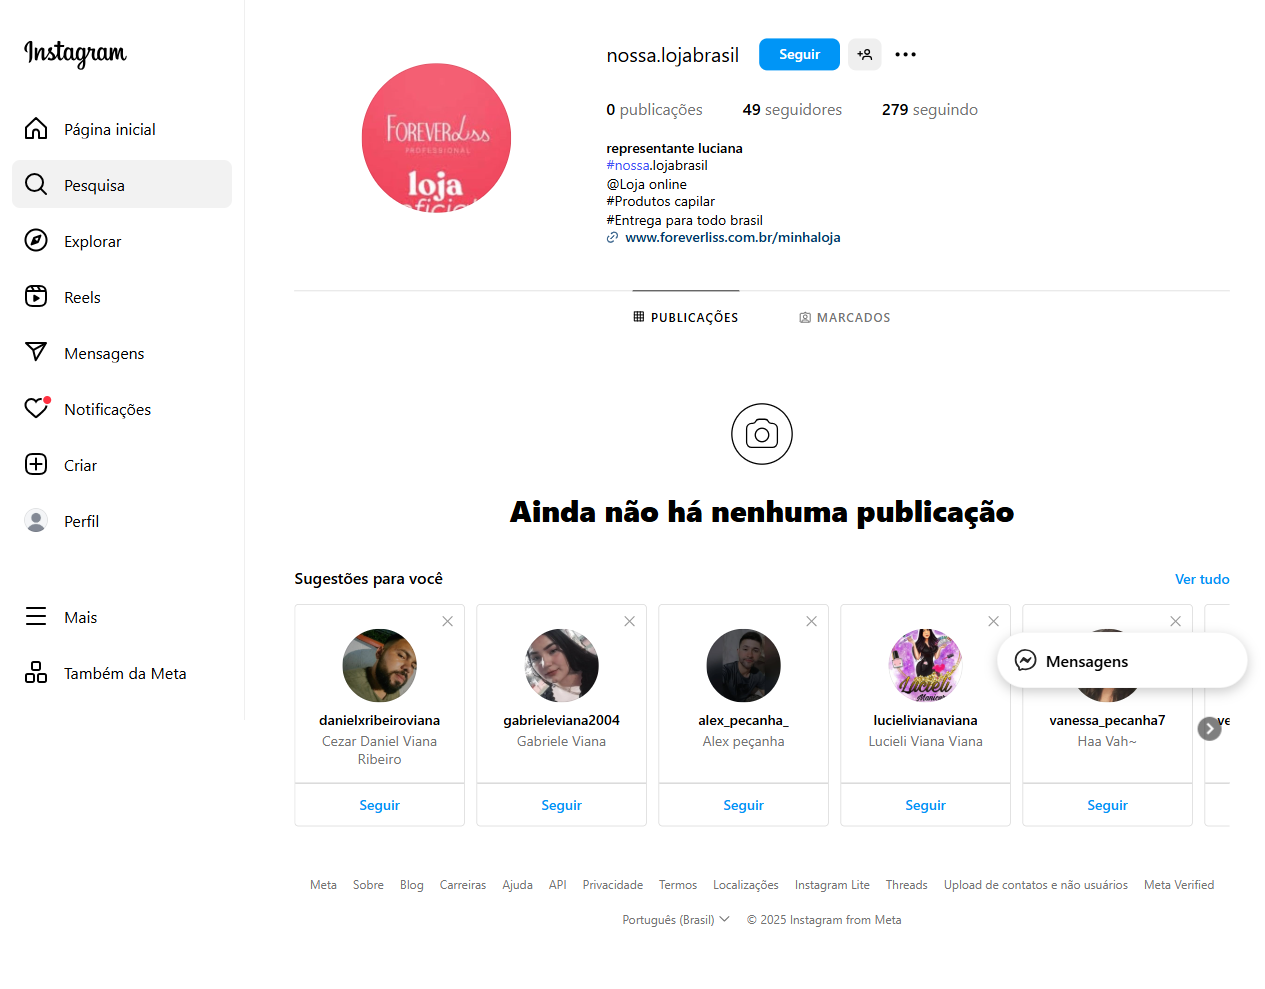 Instagram
Página inicial
Pesquisa
Explorar
Reels
Mensagens
Notificações
Criar
Perfil
Mais
Também da Meta
FOREVERLiss
PROFESSIONAL
loja
oficial
nossa.lojabrasil
Seguir
0 publicações
49 seguidores
279 seguindo
representante luciana
#nossa.lojabrasil
@Loja online
#Produtos capilar
#Entrega para todo brasil
www.foreverliss.com.br/minhaloja
PUBLICAÇÕES
MARCADOS
Ainda não há nenhuma publicação
Sugestões para você
Ver tudo
danielxribeiroviana
Cezar Daniel Viana
Ribeiro
Seguir
gabrieleviana2004
Gabriele Viana
Seguir
alex_pecanha_
Alex peçanha
Seguir
Lucieli
Manicure
lucielivianaviana
Lucieli Viana Viana
Seguir
vanessa_pecanha7
Haa Vah~
Seguir
Mensagens
Meta
Sobre
Blog
Carreiras
Ajuda
API
Privacidade
Termos
Localizações
Instagram Lite
Threads
Upload de contatos e não usuários
Meta Verified
Português (Brasil)
© 2025 Instagram from Meta